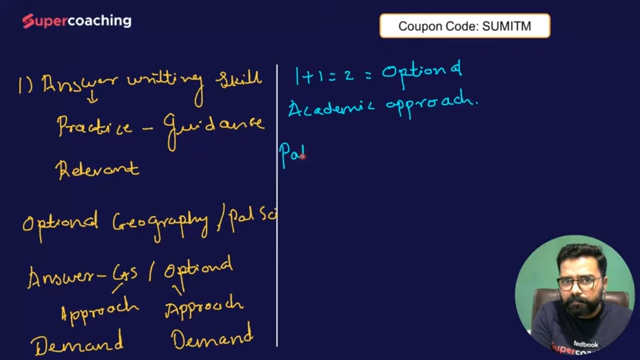 Supercoaching
Coupon Code: SUMITM
1) Answer writing Skill
Practice - Guidance
Relevant
Optional Geography / Pol Sci
Answer - GS / Optional
Approach Approach
Demand Demand
1+1=2 = Optional
Academic approach.
Pol
testbook